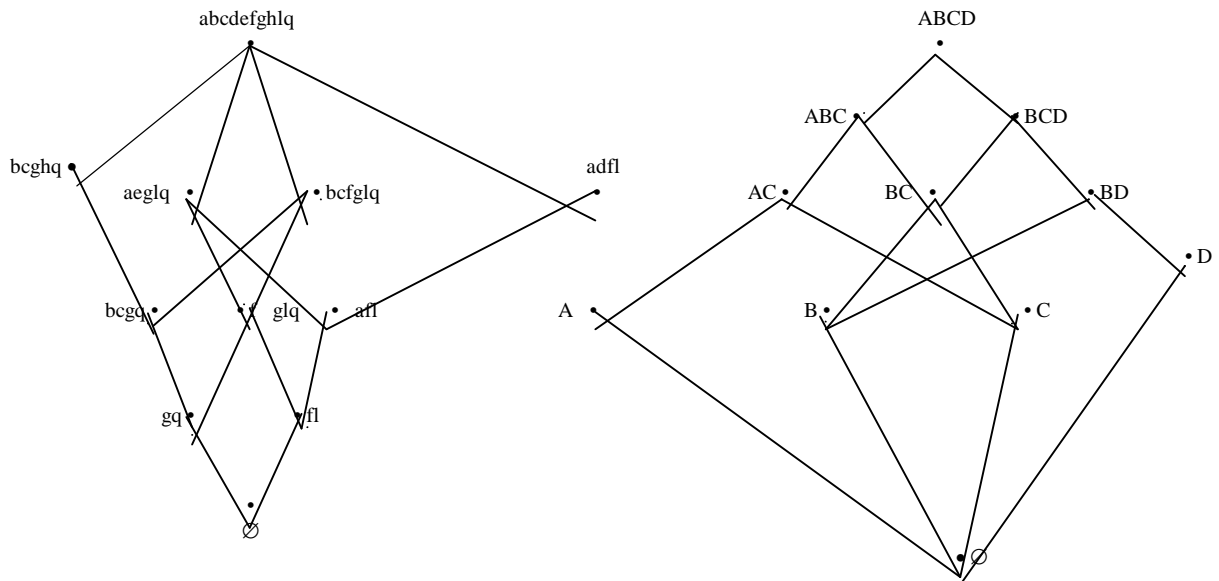 abcdefghlq
ABCD
ABC
BCD
bcghq
adfl
aeglq
bcfglq
AC
BC
BD
D
bcgq
f glq
afl
A
B
C
gq
fl
∅
∅